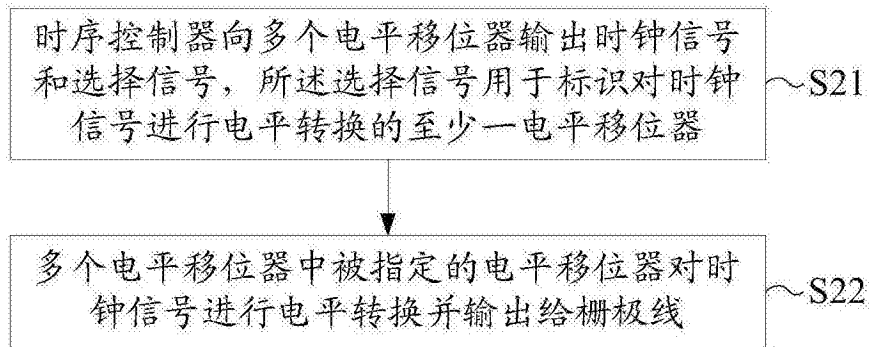 时序控制器向多个电平移位器输出时钟信号
和选择信号，所述选择信号用于标识对时钟
信号进行电平转换的至少一电平移位器
S21
多个电平移位器中被指定的电平移位器对时
钟信号进行电平转换并输出给栅极线
S22